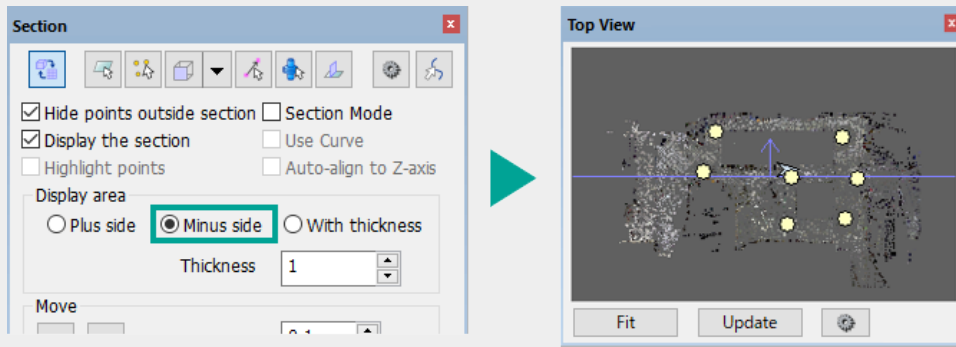 Section
Hide points outside section Section Mode
Display the section Use Curve
Highlight points Auto-align to Z-axis
Display area
Plus side Minus side With thickness
Thickness 1
Move
Top View
Fit Update